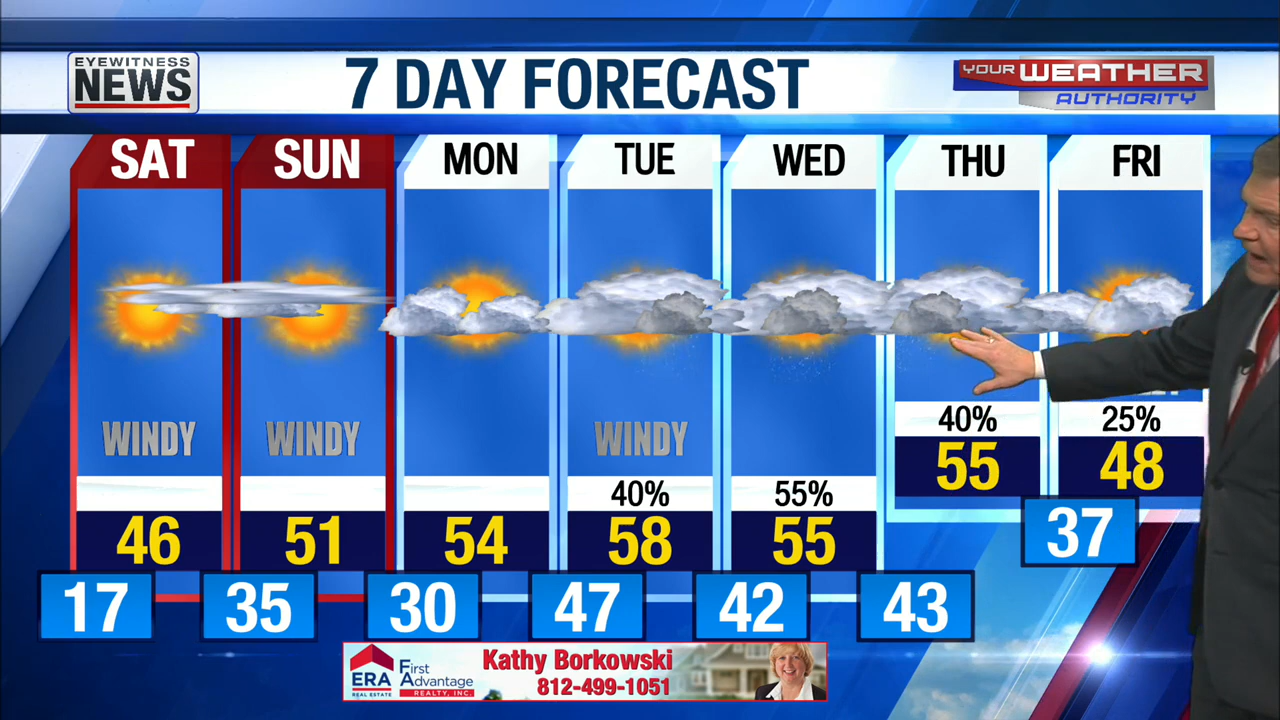 EYEWITNESS
NEWS
7 DAY FORECAST
YOUR WEATHER
AUTHORITY
SAT SUN MON TUE WED THU FRI
WINDY WINDY WINDY
40% 25%
55 48
40% 55%
46 51 54 58 55
37
17 35 30 47 42 43
ERA
REAL ESTATE
First
Advantage
REALTY, INC.
Kathy Borkowski
812-499-1051